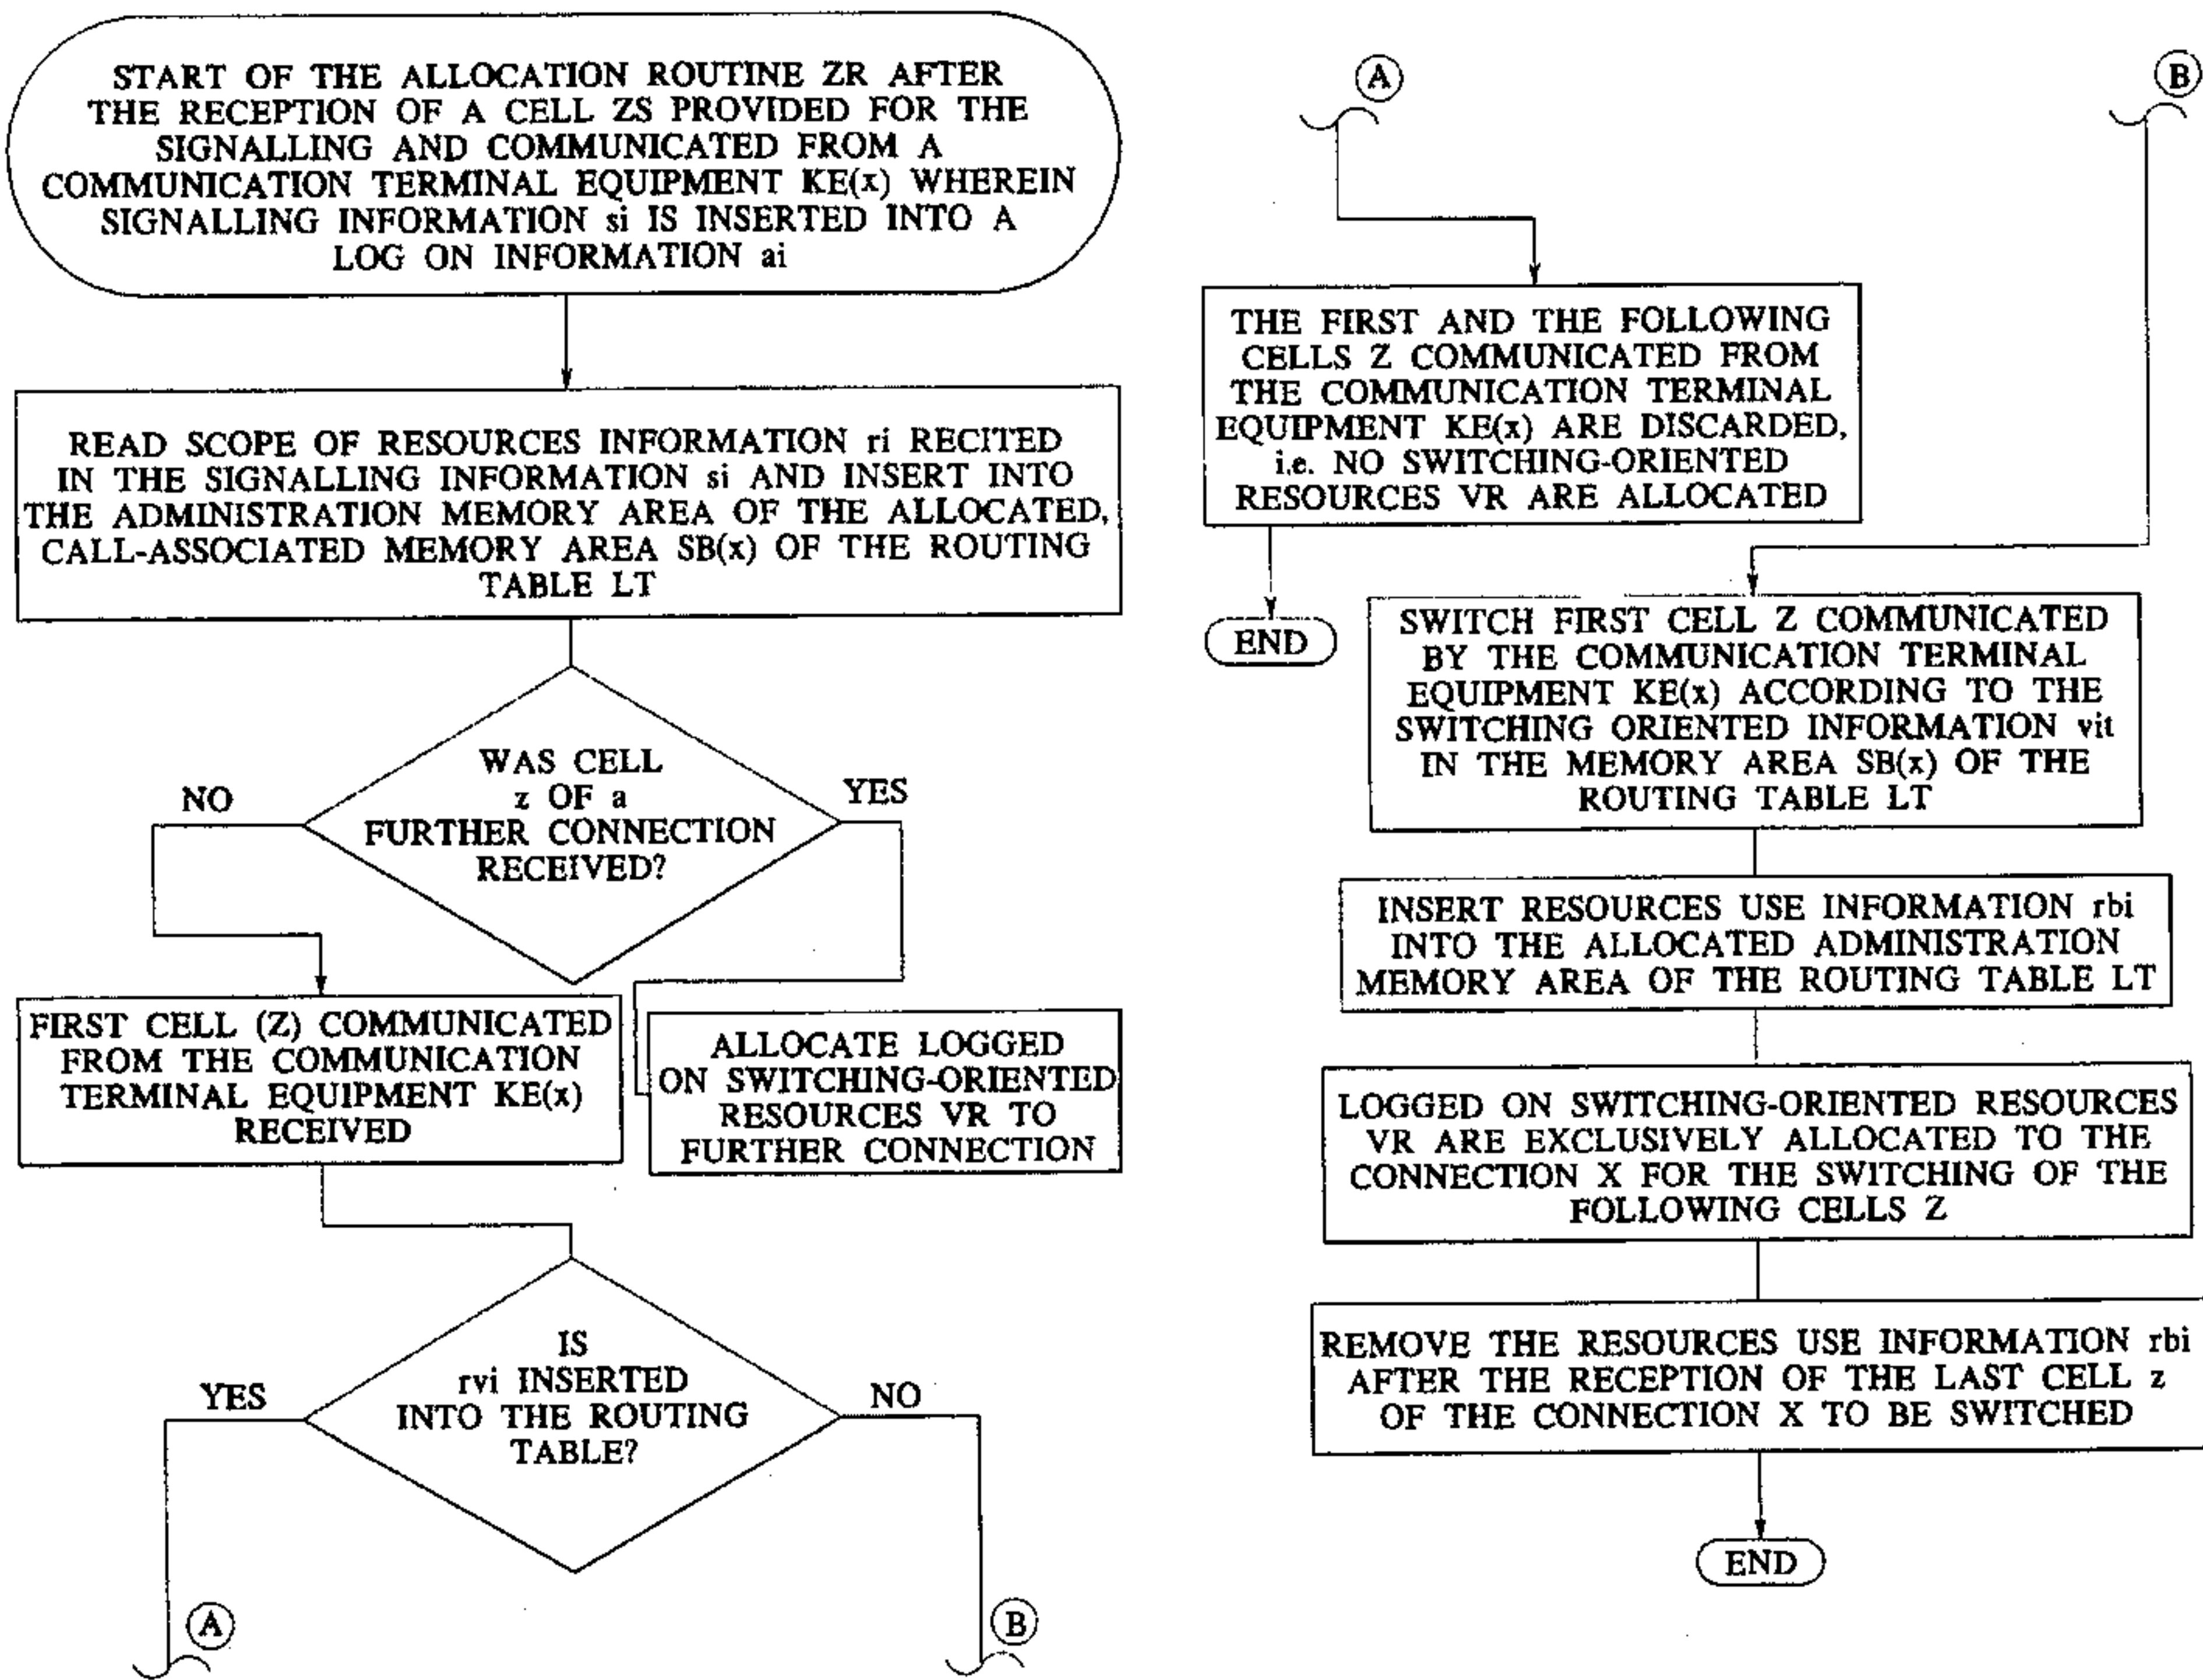 START OF THE ALLOCATION ROUTINE ZR AFTER
THE RECEPTION OF A CELL ZS PROVIDED FOR THE
SIGNALLING AND COMMUNICATED FROM A
COMMUNICATION TERMINAL EQUIPMENT KE(x) WHEREIN
SIGNALLING INFORMATION si IS INSERTED INTO A
LOG ON INFORMATION ai
READ SCOPE OF RESOURCES INFORMATION ri RECITED
IN THE SIGNALLING INFORMATION si AND INSERT INTO
THE ADMINISTRATION MEMORY AREA OF THE ALLOCATED,
CALL-ASSOCIATED MEMORY AREA SB(x) OF THE ROUTING
TABLE LT
WAS CELL
z OF a
FURTHER CONNECTION
RECEIVED?
NO
YES
FIRST CELL (Z) COMMUNICATED
FROM THE COMMUNICATION
TERMINAL EQUIPMENT KE(x)
RECEIVED
ALLOCATE LOGGED
ON SWITCHING-ORIENTED
RESOURCES VR TO
FURTHER CONNECTION
IS
rvi INSERTED
INTO THE ROUTING
TABLE?
YES
NO
A
B
A
B
THE FIRST AND THE FOLLOWING
CELLS Z COMMUNICATED FROM
THE COMMUNICATION TERMINAL
EQUIPMENT KE(x) ARE DISCARDED,
i.e. NO SWITCHING-ORIENTED
RESOURCES VR ARE ALLOCATED
END
SWITCH FIRST CELL Z COMMUNICATED
BY THE COMMUNICATION TERMINAL
EQUIPMENT KE(x) ACCORDING TO THE
SWITCHING ORIENTED INFORMATION vit
IN THE MEMORY AREA SB(x) OF THE
ROUTING TABLE LT
INSERT RESOURCES USE INFORMATION rbi
INTO THE ALLOCATED ADMINISTRATION
MEMORY AREA OF THE ROUTING TABLE LT
LOGGED ON SWITCHING-ORIENTED RESOURCES
VR ARE EXCLUSIVELY ALLOCATED TO THE
CONNECTION X FOR THE SWITCHING OF THE
FOLLOWING CELLS Z
REMOVE THE RESOURCES USE INFORMATION rbi
AFTER THE RECEPTION OF THE LAST CELL z
OF THE CONNECTION X TO BE SWITCHED
END